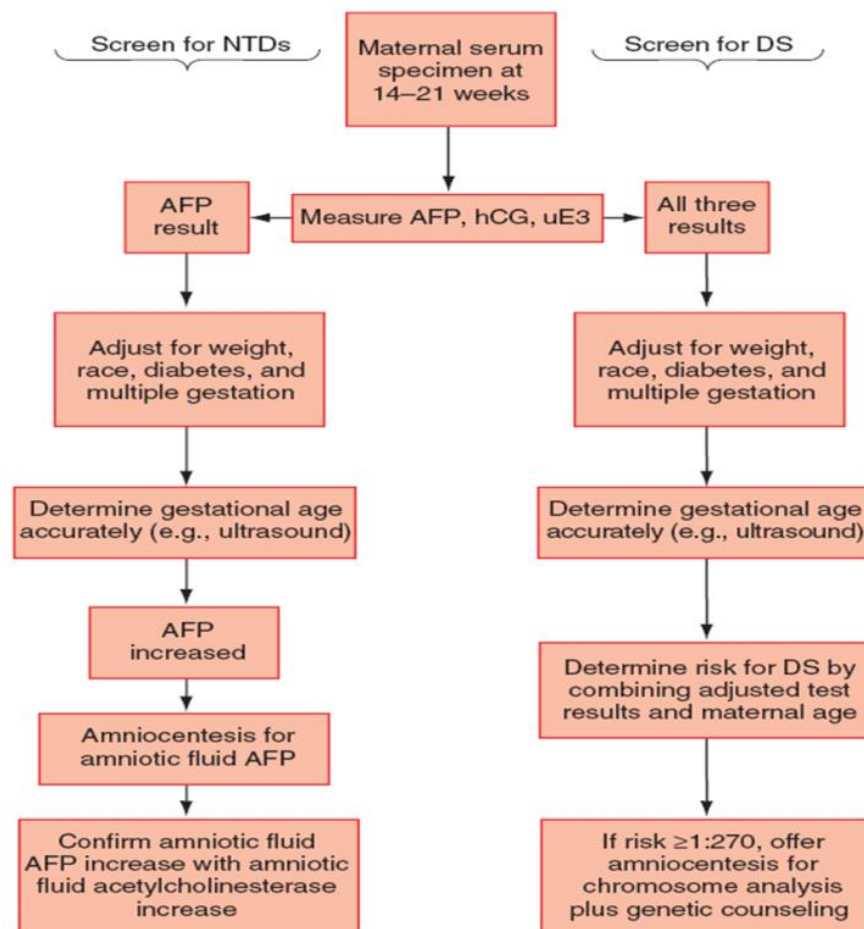 Screen for NTDs
Maternal serum
specimen at
14–21 weeks
Screen for DS
AFP
result
Measure AFP, hCG, uE3
All three
results
Adjust for weight,
race, diabetes, and
multiple gestation
Adjust for weight,
race, diabetes, and
multiple gestation
Determine gestational age
accurately (e.g., ultrasound)
Determine gestational age
accurately (e.g., ultrasound)
AFP
increased
Determine risk for DS by
combining adjusted test
results and maternal age
Amniocentesis for
amniotic fluid AFP
Confirm amniotic fluid
AFP increase with amniotic
fluid acetylcholinesterase
increase
If risk ≥1:270, offer
amniocentesis for
chromosome analysis
plus genetic counseling